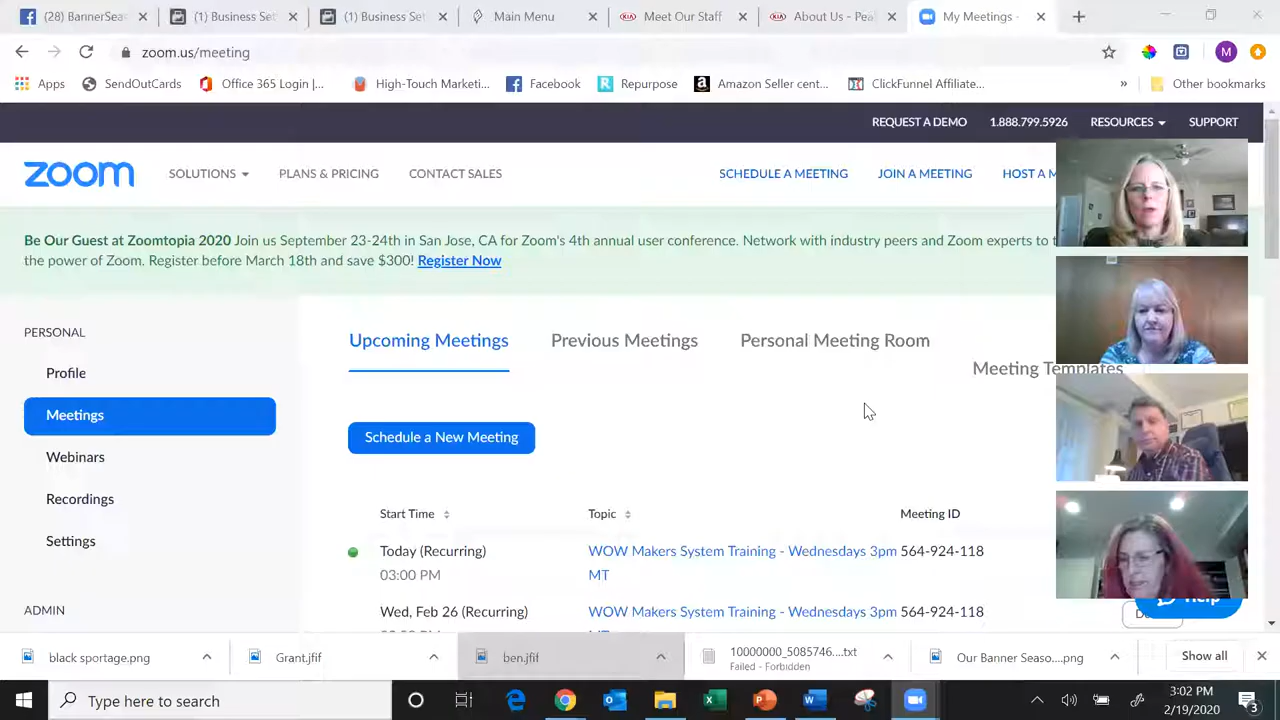 (28) BannerSea
(1) Business Set
(1) Business Set
Main Menu
KIA Meet Our Staff
KIA About Us - Pea
My Meetings -
zoom.us/meeting
M
Apps
SendOutCards
Office 365 Login |...
High-Touch Marketi...
Facebook
Repurpose
Amazon Seller cent...
ClickFunnel Affiliate...
»
Other bookmarks
REQUEST A DEMO
1.888.799.5926
RESOURCES
SUPPORT
zoom
SOLUTIONS
PLANS & PRICING
CONTACT SALES
SCHEDULE A MEETING
JOIN A MEETING
HOST A M
Be Our Guest at Zoomtopia 2020 Join us September 23-24th in San Jose, CA for Zoom's 4th annual user conference. Network with industry peers and Zoom experts to
the power of Zoom. Register before March 18th and save $300! Register Now
PERSONAL
Profile
Meetings
Webinars
Recordings
Settings
ADMIN
Upcoming Meetings
Previous Meetings
Personal Meeting Room
Meeting Templates
Schedule a New Meeting
Start Time
Topic
Meeting ID
Today (Recurring)
03:00 PM
WOW Makers System Training - Wednesdays 3pm
MT
564-924-118
Wed, Feb 26 (Recurring)
WOW Makers System Training - Wednesdays 3pm
564-924-118
Help
black sportage.png
Grant.jfif
ben.jfif
10000000_5085746....txt
Failed - Forbidden
Our Banner Seaso....png
Show all
Type here to search
3:02 PM
2/19/2020
3